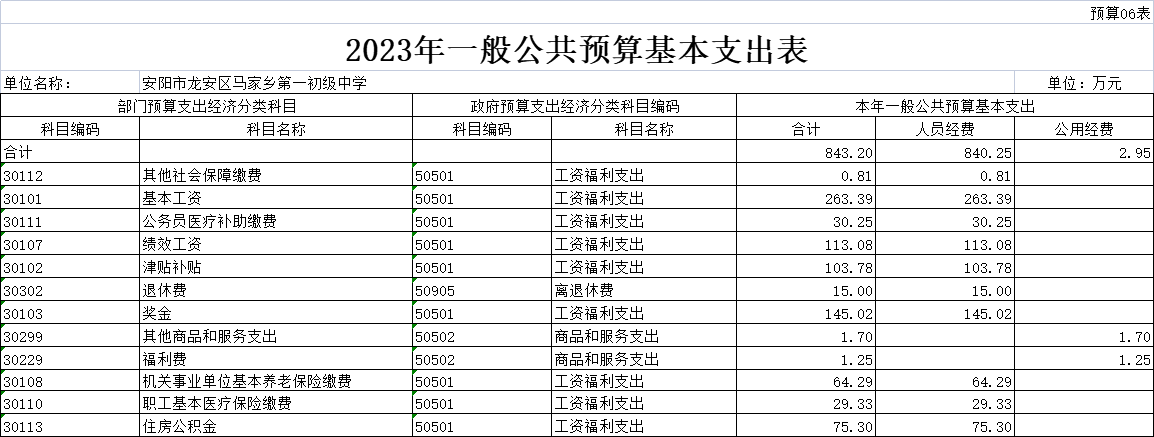 预算06表
2023年一般公共预算基本支出表
单位名称： 安阳市龙安区马家乡第一初级中学 单位：万元
部门预算支出经济分类科目 政府预算支出经济分类科目编码 本年一般公共预算基本支出
科目编码 科目名称 科目编码 科目名称 合计 人员经费 公用经费
合计 843.20 840.25 2.95
30112 其他社会保障缴费 50501 工资福利支出 0.81 0.81
30101 基本工资 50501 工资福利支出 263.39 263.39
30111 公务员医疗补助缴费 50501 工资福利支出 30.25 30.25
30107 绩效工资 50501 工资福利支出 113.08 113.08
30102 津贴补贴 50501 工资福利支出 103.78 103.78
30302 退休费 50905 离退休费 15.00 15.00
30103 奖金 50501 工资福利支出 145.02 145.02
30299 其他商品和服务支出 50502 商品和服务支出 1.70 1.70
30229 福利费 50502 商品和服务支出 1.25 1.25
30108 机关事业单位基本养老保险缴费 50501 工资福利支出 64.29 64.29
30110 职工基本医疗保险缴费 50501 工资福利支出 29.33 29.33
30113 住房公积金 50501 工资福利支出 75.30 75.30